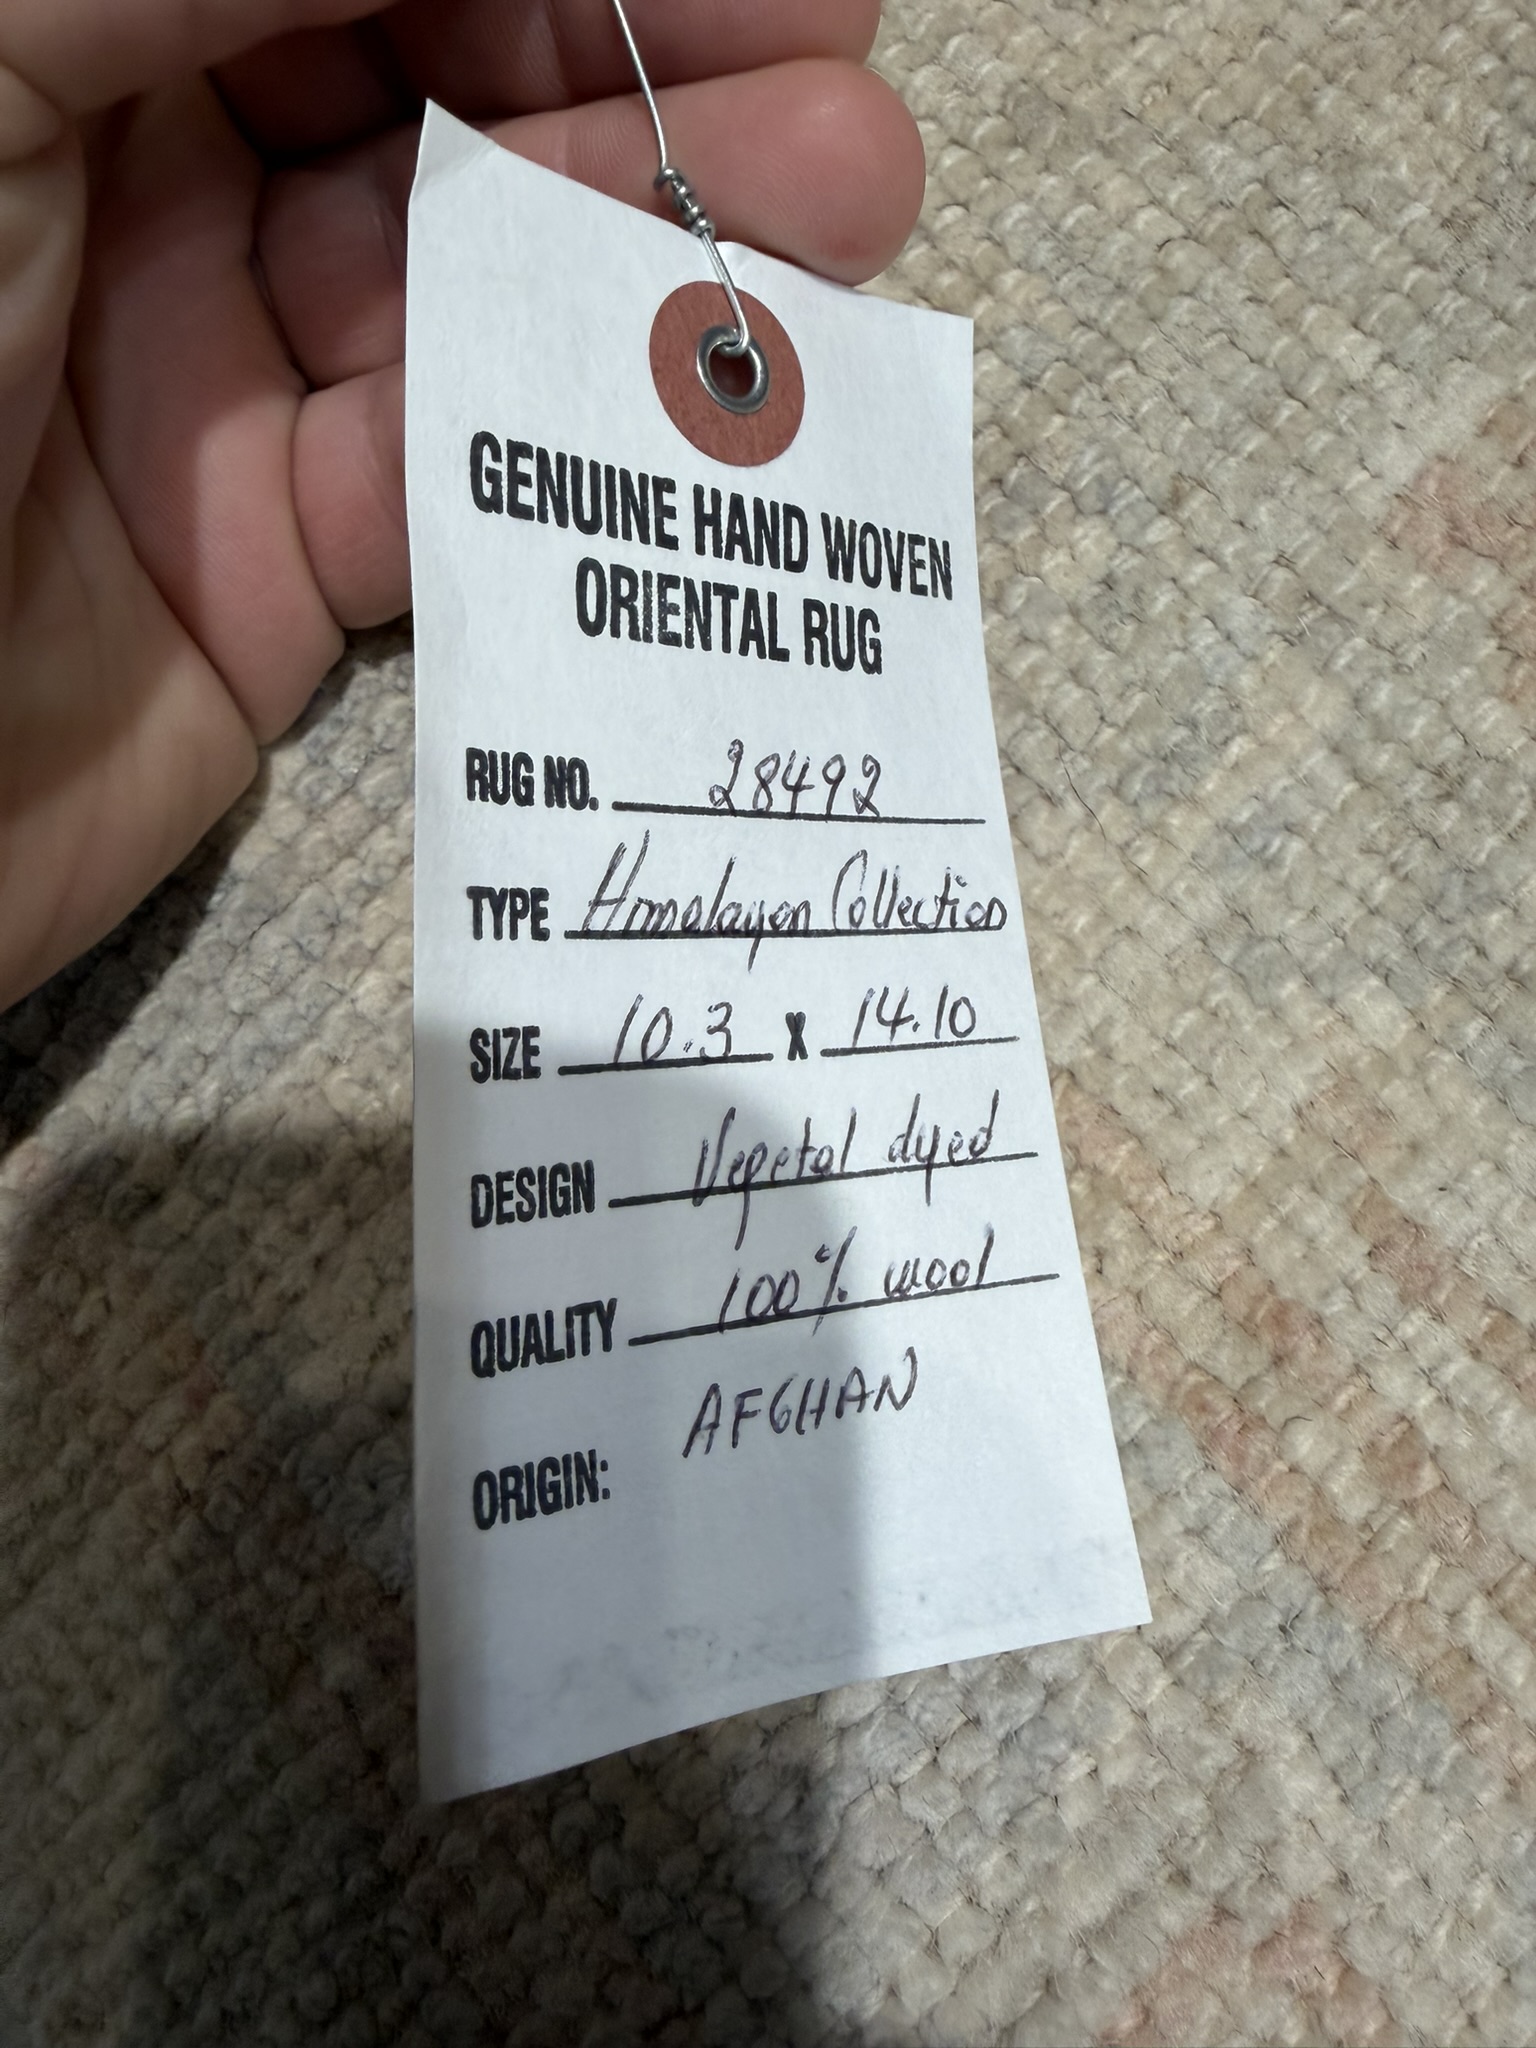 GENUINE HAND WOVEN
ORIENTAL RUG
RUG NO. 28492
TYPE Himalayan Collection
SIZE 10.3 X 14.10
DESIGN Vegetal dyed
QUALITY 100% wool
ORIGIN: AFGHAN